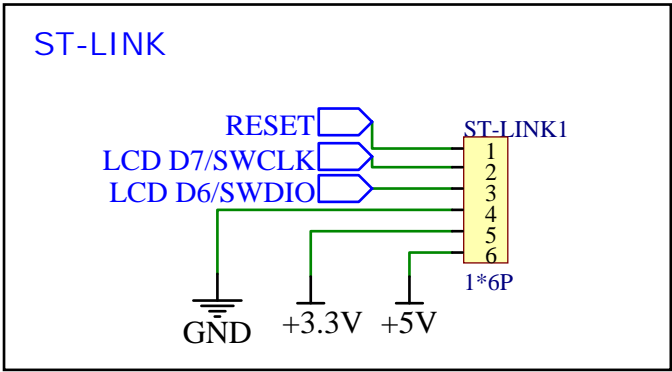 ST-LINK
RESET
ST-LINK1
1
LCD D7/SWCLK
2
LCD D6/SWDIO
3
4
5
6
1*6P
GND
+3.3V
+5V